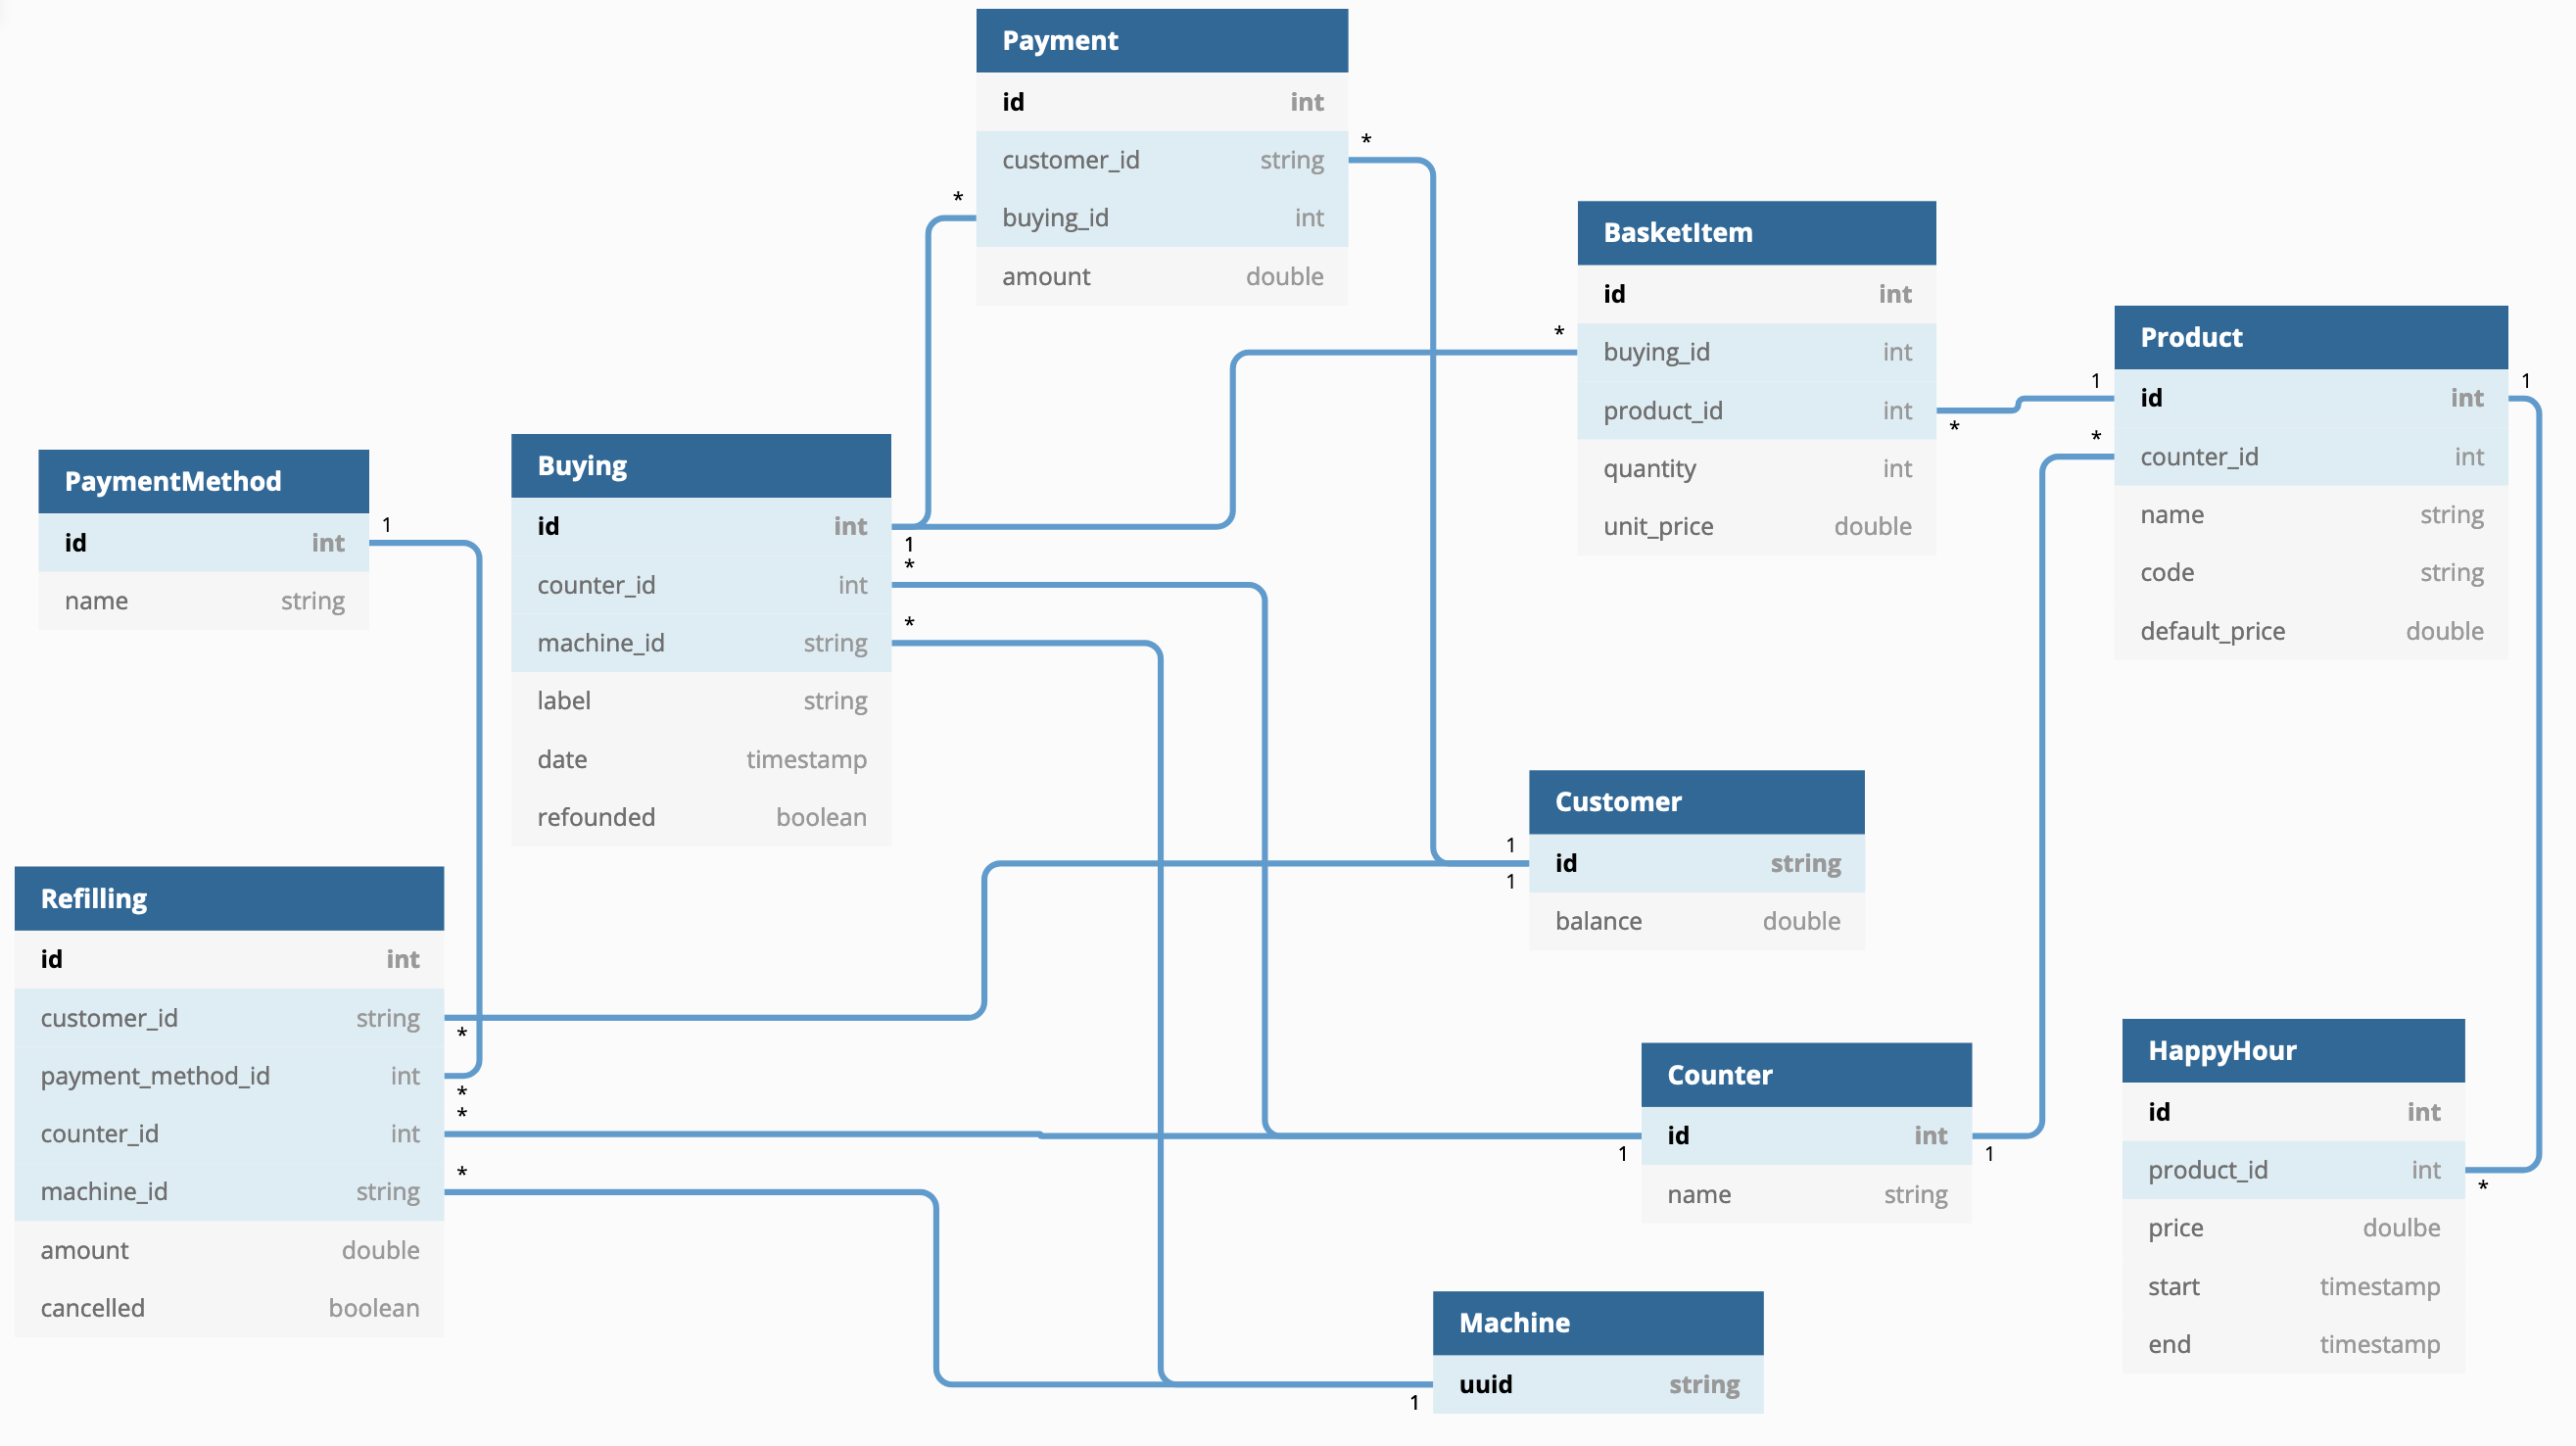 Payment
id int
customer_id string
*
buying_id int
*
amount double
BasketItem
id int
buying_id int
*
product_id int
*
quantity int
unit_price double
Product
id int
1
1
counter_id int
*
name string
code string
default_price double
PaymentMethod
id int
1
name string
Buying
id int
1
counter_id int
*
machine_id string
*
label string
date timestamp
refounded boolean
Customer
id string
1
1
balance double
Refilling
id int
customer_id string
*
payment_method_id int
*
counter_id int
*
machine_id string
*
amount double
cancelled boolean
Counter
id int
1
1
name string
HappyHour
id int
product_id int
*
price doulbe
start timestamp
end timestamp
Machine
uuid string
1